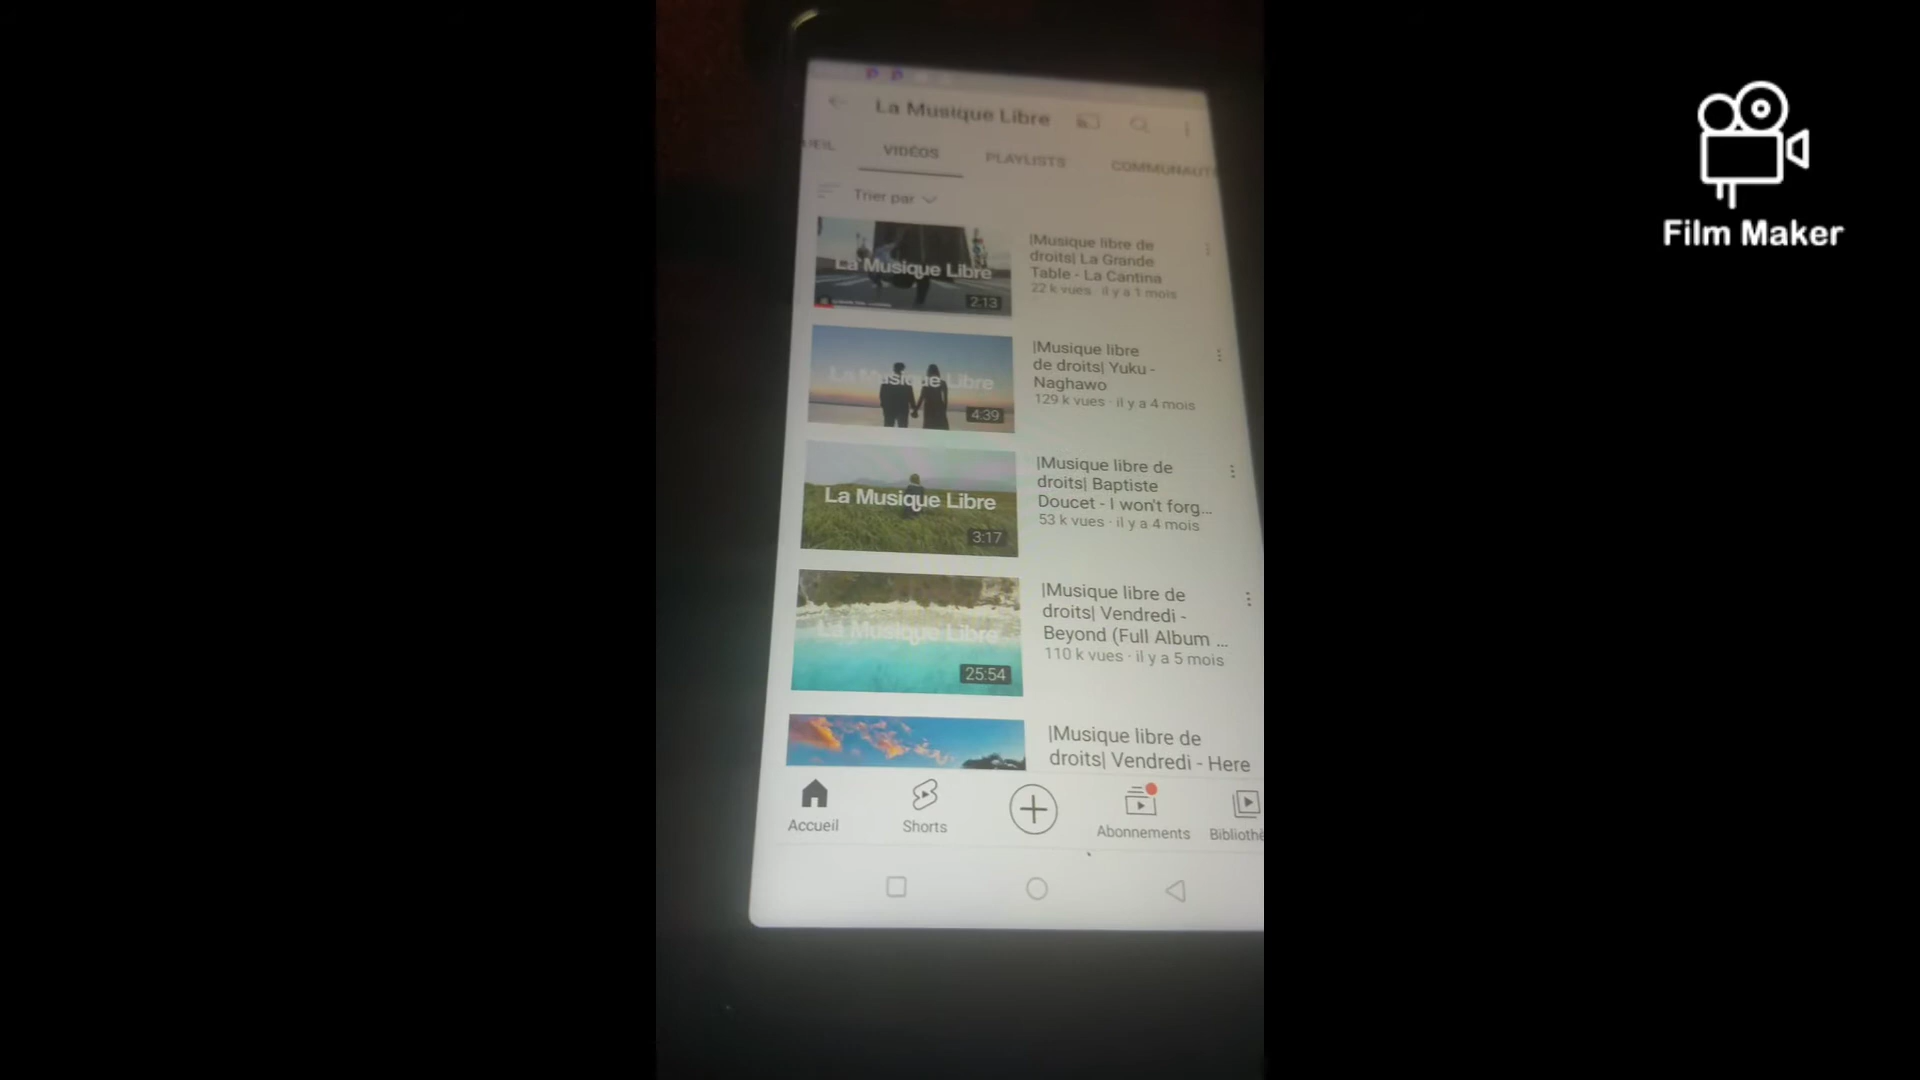 Film Maker
La Musique Libre
VIDÉOS
PLAYLISTS
Trier par
La Musique Libre
2:13
|Musique libre de
droits| La Grande
Table - La Cantina
22 k vues · il y a 1 mois
La Musique Libre
4:39
|Musique libre
de droits| Yuku -
Naghawo
129 k vues · il y a 4 mois
La Musique Libre
3:17
|Musique libre de
droits| Baptiste
Doucet - I won't forg...
53 k vues · il y a 4 mois
La Musique Libre
25:54
|Musique libre de
droits| Vendredi -
Beyond (Full Album ...
110 k vues · il y a 5 mois
|Musique libre de
droits| Vendredi - Here
Accueil
Shorts
Abonnements